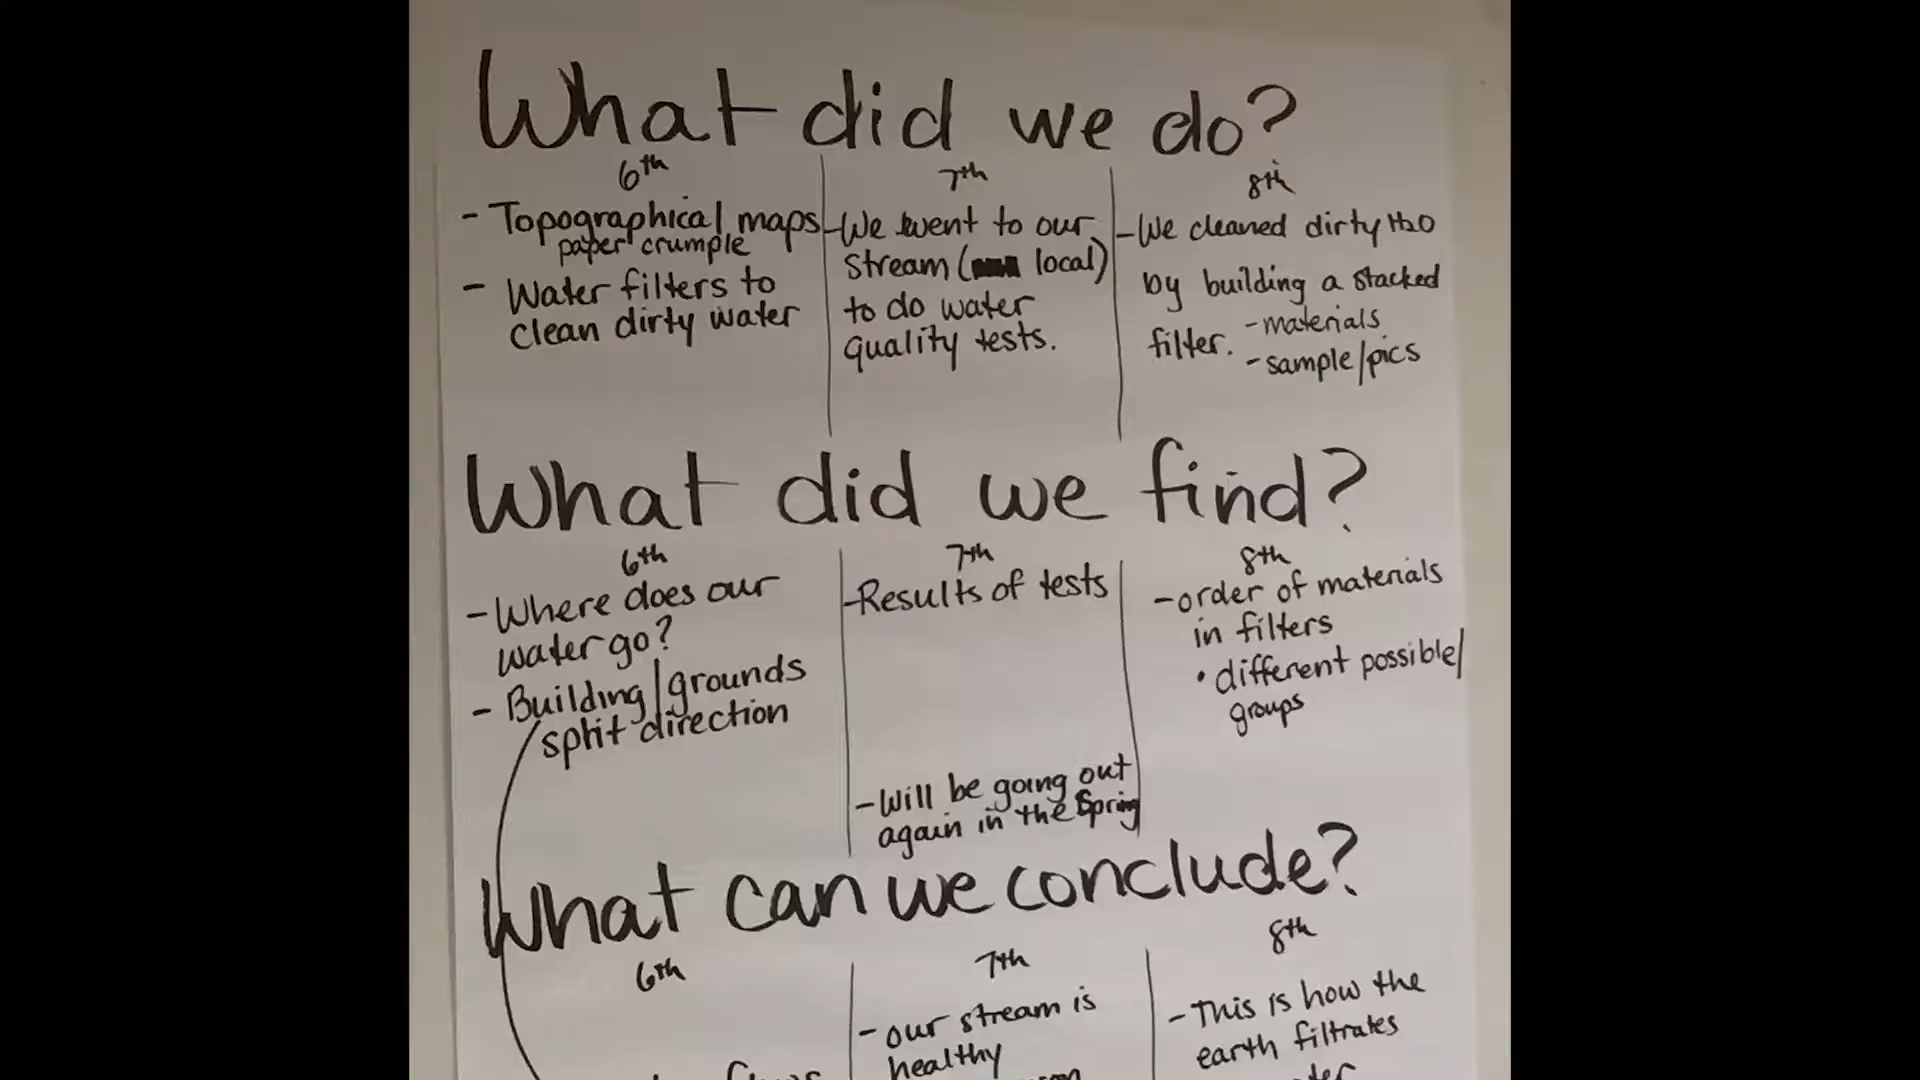 What did we do?
6th
- Topographical maps
paper crumple
- Water filters to
clean dirty water
7th
- We went to our
stream ( local)
to do water
quality tests.
8th
- We cleaned dirty H2O
by building a stacked
filter. - materials
- sample/pics
What did we find?
6th
- Where does our
water go?
- Building/grounds
split direction
7th
- Results of tests
- Will be going out
again in the Spring
8th
- order of materials
in filters
• different possible/
groups
What can we conclude?
6th
7th
- our stream is
healthy
8th
- This is how the
earth filtrates